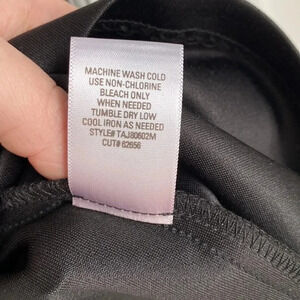 MACHINE WASH COLD
USE NON-CHLORINE
BLEACH ONLY
WHEN NEEDED
TUMBLE DRY LOW
COOL IRON AS NEEDED
STYLE# TAJ80602M
CUT# 62656